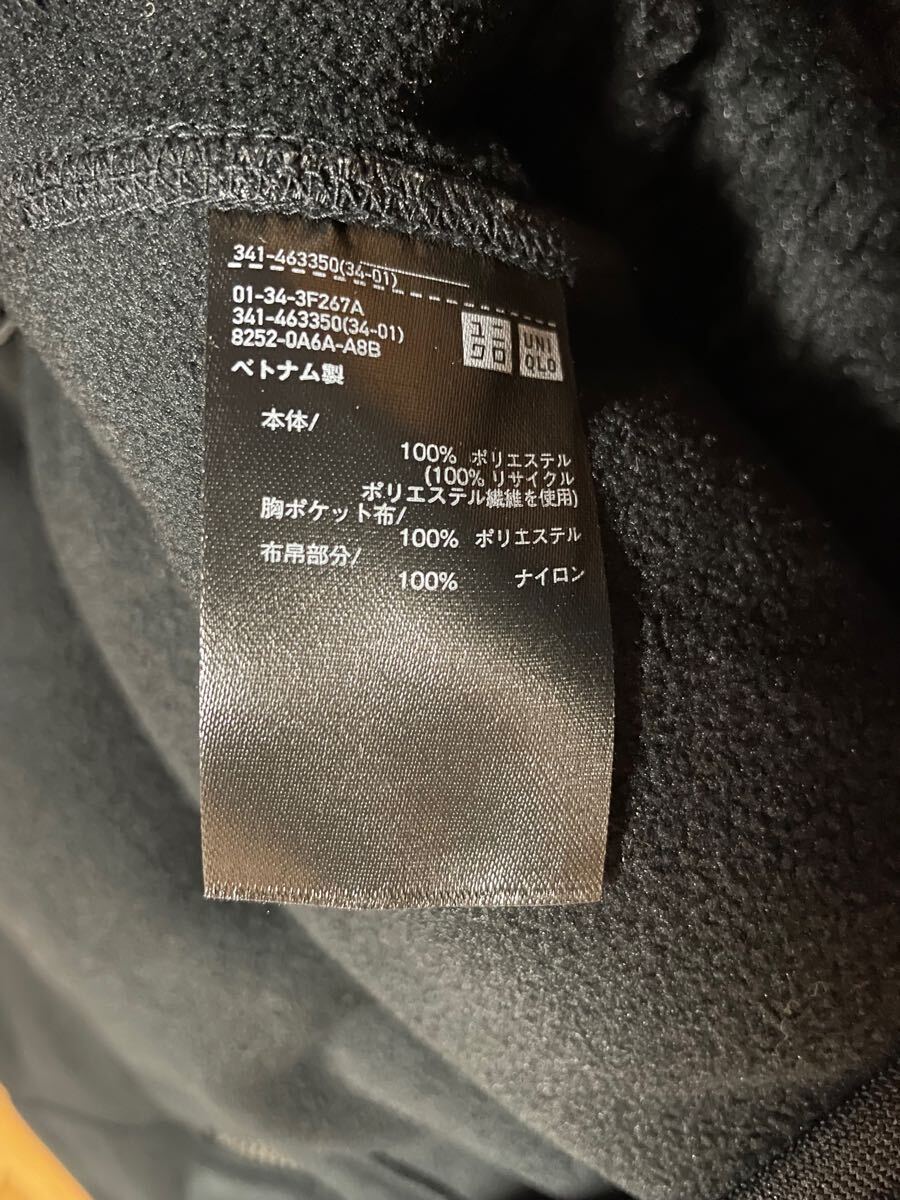 341-463350(34-01)
01-34-3F267A
341-463350(34-01)
8252-0A6A-A8B
ユニ
クロ
UNI
QLO
ベトナム製
本体/
100% ポリエステル
(100% リサイクル
ポリエステル繊維を使用)
胸ポケット布/
100% ポリエステル
布帛部分/
100% ナイロン